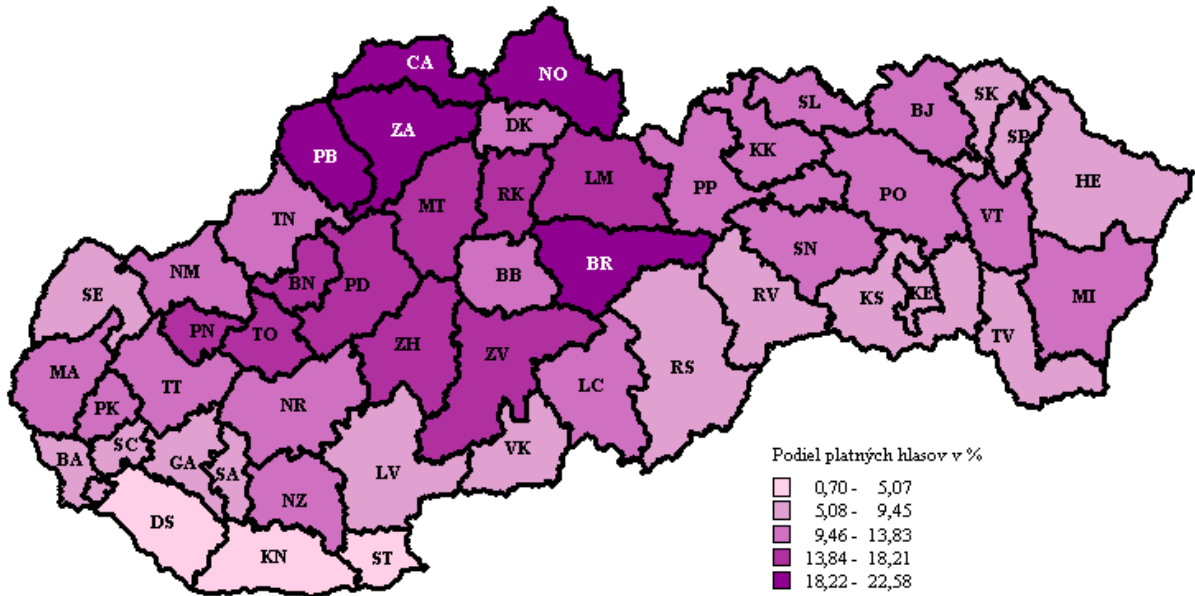 CA
NO
SK
ZA
DK
SL
BJ
SP
PB
KK
LM
PP
HE
RK
PO
MT
TN
VT
SN
BB
BR
NM
BN
PD
SE
RV
KS
KE
MI
PN
TO
ZH
ZV
TV
MA
TT
RS
LC
PK
NR
SC
VK
BA
GA
SA
LV
NZ
DS
KN
ST
Podiel platných hlasov v %
0,70 - 5,07
5,08 - 9,45
9,46 - 13,83
13,84 - 18,21
18,22 - 22,58